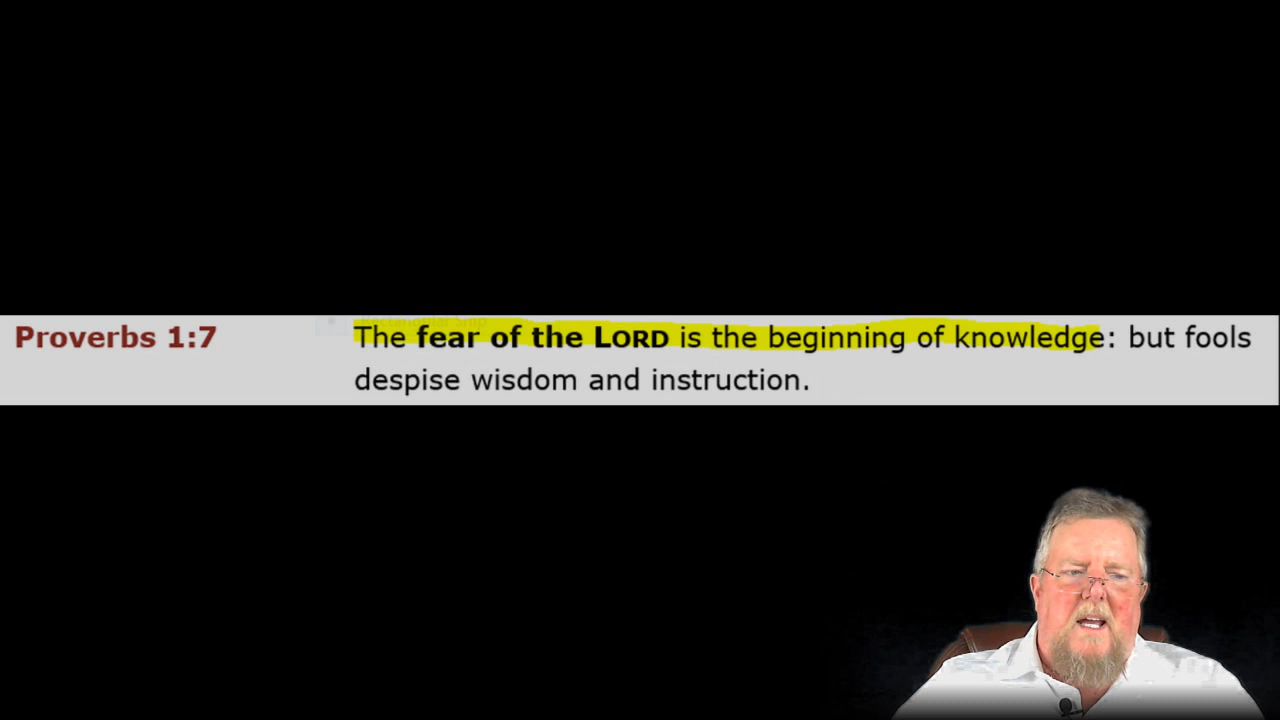 Proverbs 1:7 The fear of the LORD is the beginning of knowledge: but fools
despise wisdom and instruction.